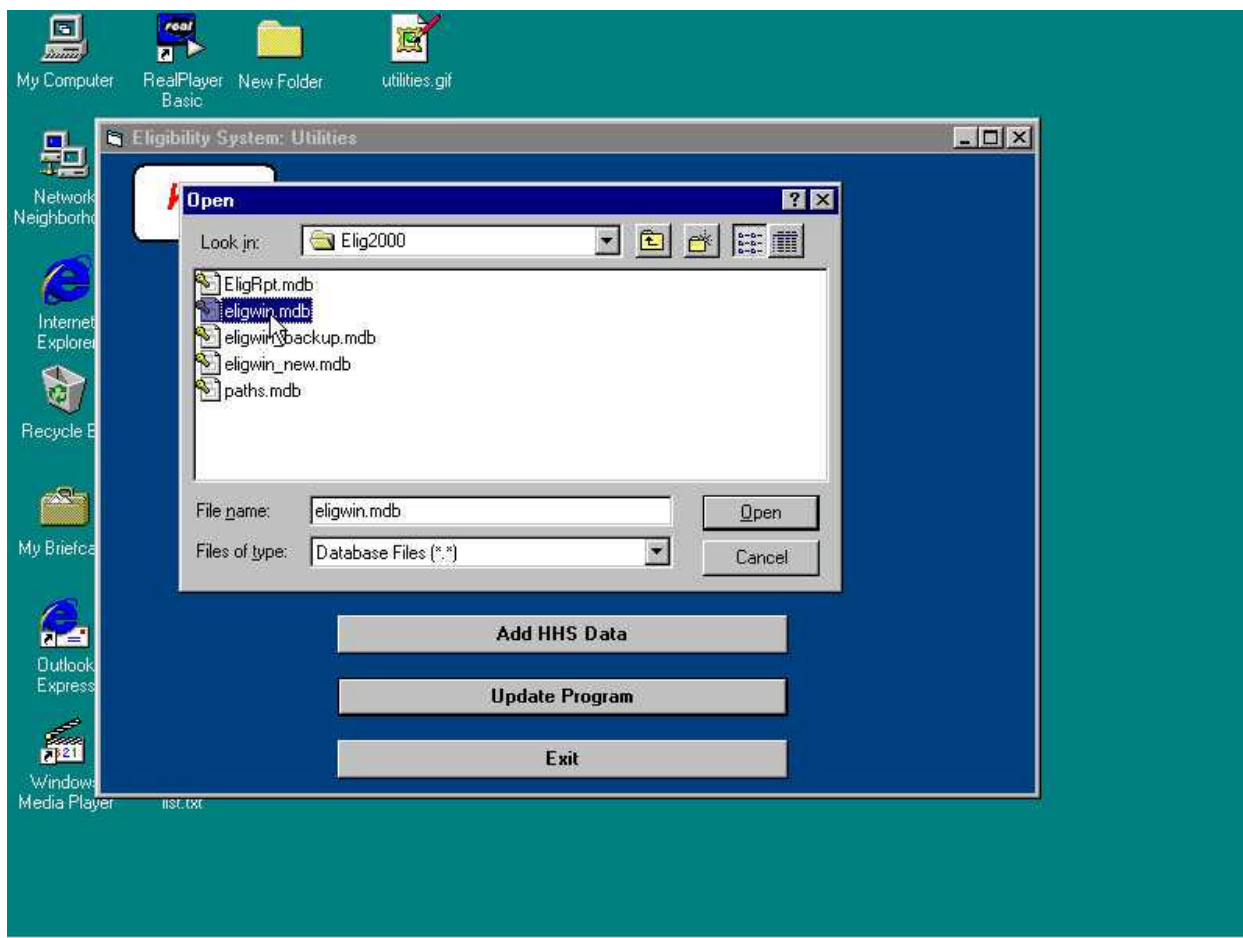 My Computer
RealPlayer Basic
New Folder
utilities.gif
Network
Neighborho
Internet
Explorer
Recycle B
My Briefca
Outlook
Express
Windows
Media Player
list.txt
Eligibility System: Utilities
Open
Look in:
Elig2000
EligRpt.mdb
eligwin.mdb
eligwin_backup.mdb
eligwin_new.mdb
paths.mdb
File name:
eligwin.mdb
Open
Files of type:
Database Files (*.*)
Cancel
Add HHS Data
Update Program
Exit